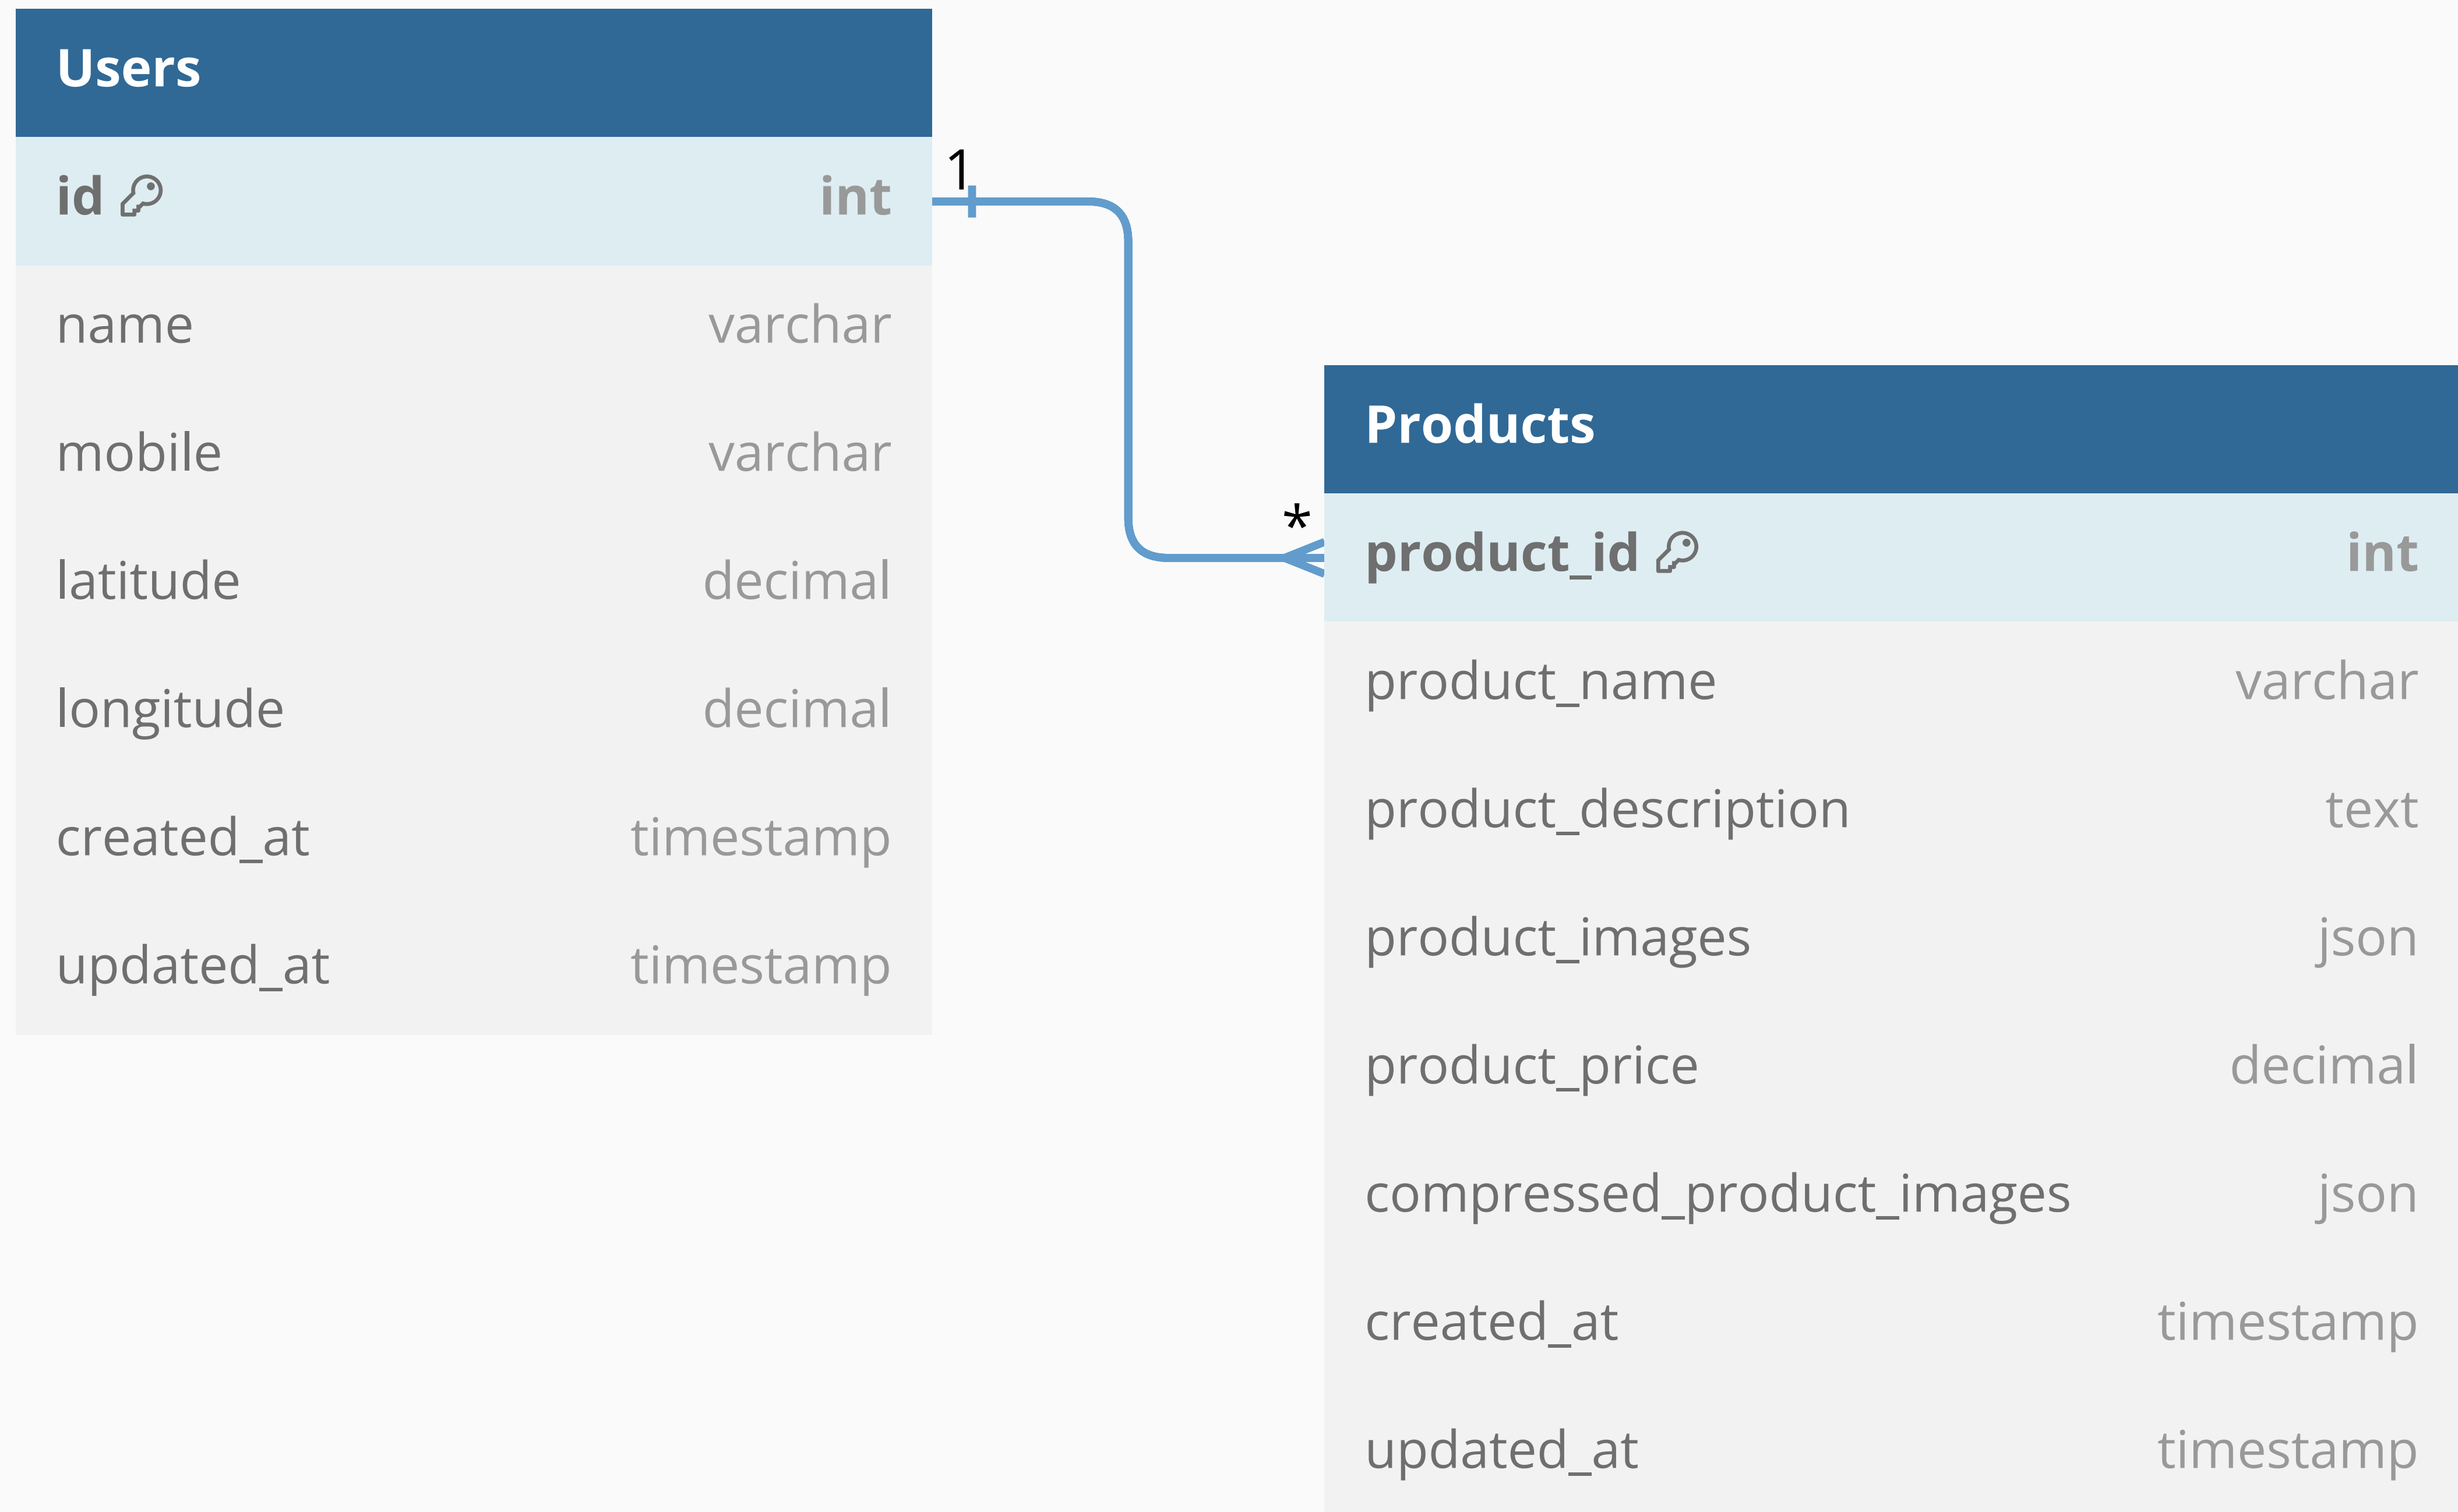 Users
id int
name varchar
mobile varchar
latitude decimal
longitude decimal
created_at timestamp
updated_at timestamp
1
*
Products
product_id int
product_name varchar
product_description text
product_images json
product_price decimal
compressed_product_images json
created_at timestamp
updated_at timestamp